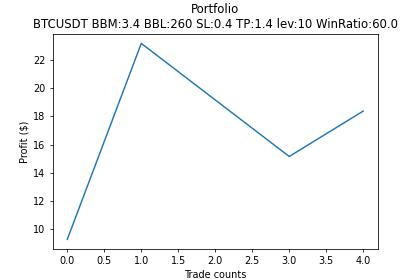 Portfolio
BTCUSDT BBM:3.4 BBL:260 SL:0.4 TP:1.4 lev:10 WinRatio:60.0
22
20
18
16
14
12
10
Profit ($)
0.0 0.5 1.0 1.5 2.0 2.5 3.0 3.5 4.0
Trade counts